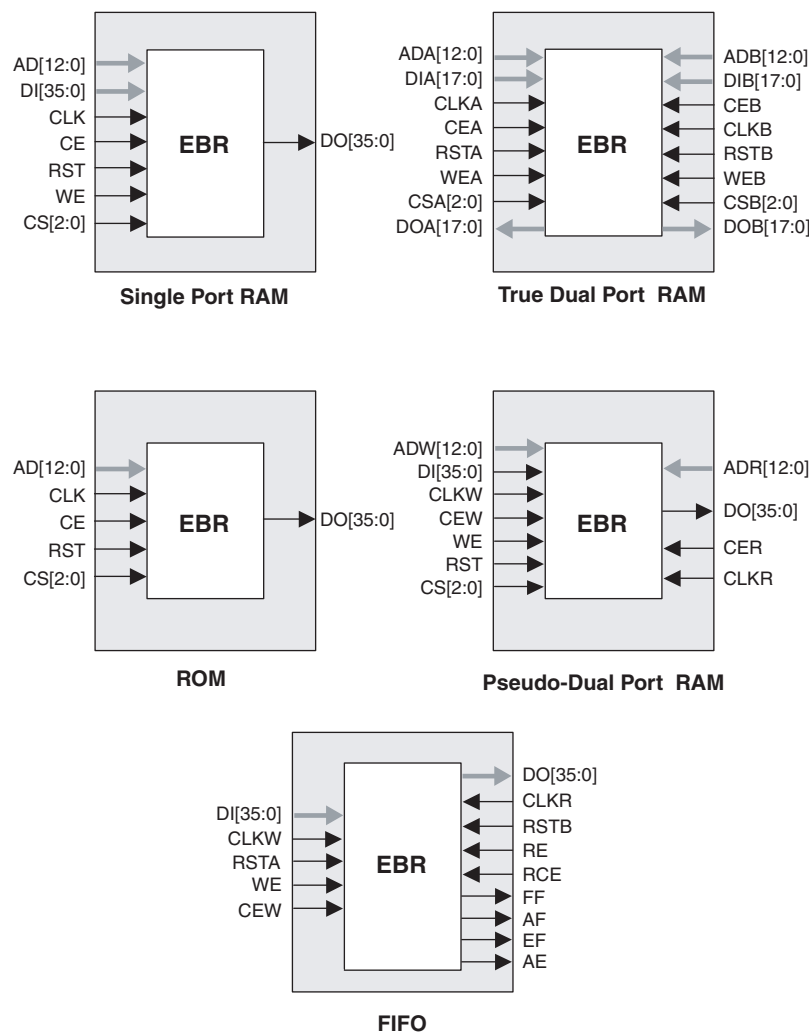 AD[12:0]
DI[35:0]
CLK
CE
RST
WE
CS[2:0]
EBR
DO[35:0]
Single Port RAM
ADA[12:0]
DIA[17:0]
CLKA
CEA
RSTA
WEA
CSA[2:0]
DOA[17:0]
EBR
ADB[12:0]
DIB[17:0]
CEB
CLKB
RSTB
WEB
CSB[2:0]
DOB[17:0]
True Dual Port RAM
AD[12:0]
CLK
CE
RST
CS[2:0]
EBR
DO[35:0]
ROM
ADW[12:0]
DI[35:0]
CLKW
CEW
WE
RST
CS[2:0]
EBR
ADR[12:0]
DO[35:0]
CER
CLKR
Pseudo-Dual Port RAM
DI[35:0]
CLKW
RSTA
WE
CEW
EBR
DO[35:0]
CLKR
RSTB
RE
RCE
FF
AF
EF
AE
FIFO